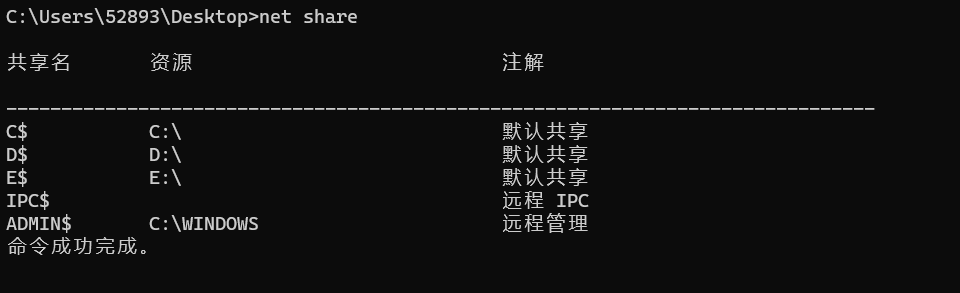 C:\Users\52893\Desktop>net share
共享名 资源 注解
-------------------------------------------------------------------------------
C$ C:\ 默认共享
D$ D:\ 默认共享
E$ E:\ 默认共享
IPC$ 远程 IPC
ADMIN$ C:\WINDOWS 远程管理
命令成功完成。